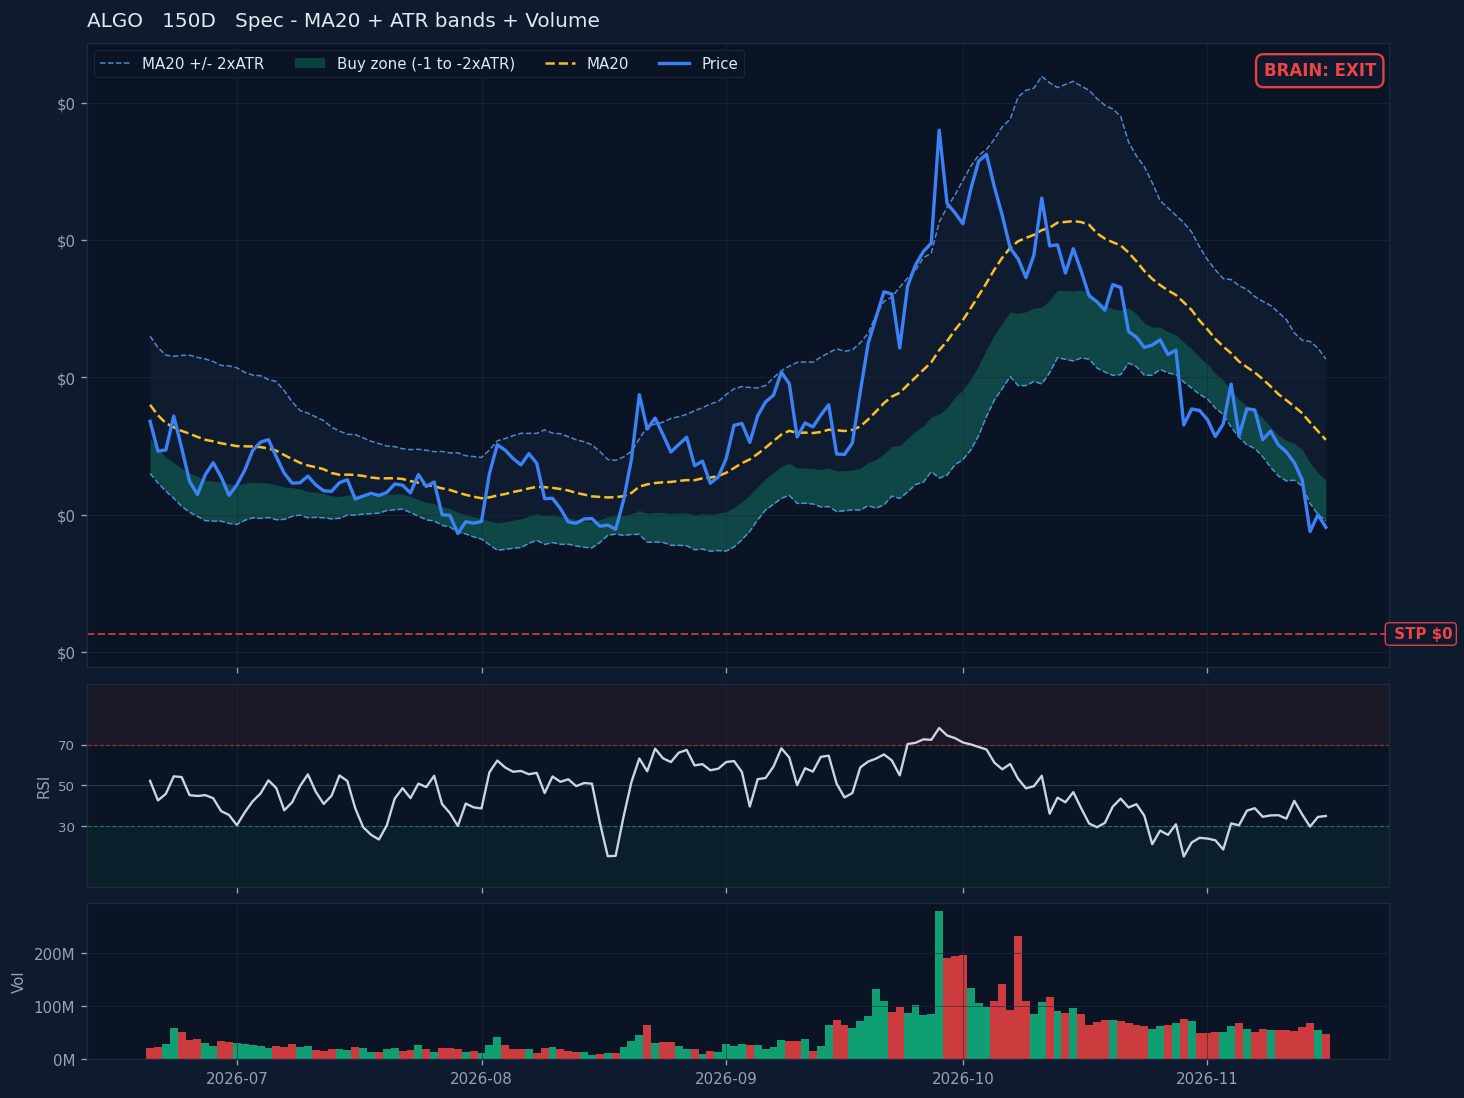 ALGO   150D   Spec - MA20 + ATR bands + Volume
MA20 +/- 2xATR   Buy zone (-1 to -2xATR)   MA20   Price
BRAIN: EXIT
$0
$0
$0
$0
$0
STP $0
RSI
70
50
30
Vol
200M
100M
0M
2026-07   2026-08   2026-09   2026-10   2026-11